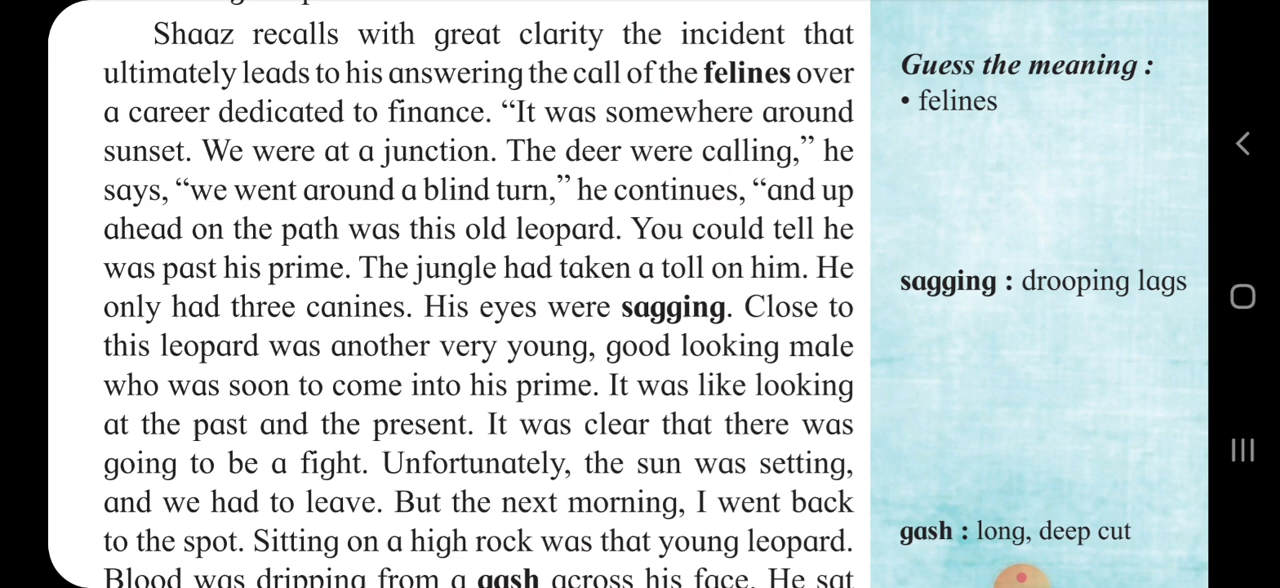 Shaaz recalls with great clarity the incident that
ultimately leads to his answering the call of the felines over
a career dedicated to finance. “It was somewhere around
sunset. We were at a junction. The deer were calling,” he
says, “we went around a blind turn,” he continues, “and up
ahead on the path was this old leopard. You could tell he
was past his prime. The jungle had taken a toll on him. He
only had three canines. His eyes were sagging. Close to
this leopard was another very young, good looking male
who was soon to come into his prime. It was like looking
at the past and the present. It was clear that there was
going to be a fight. Unfortunately, the sun was setting,
and we had to leave. But the next morning, I went back
to the spot. Sitting on a high rock was that young leopard.
Blood was dripping from a gash across his face. He sat
Guess the meaning :
• felines
sagging : drooping lags
gash : long, deep cut